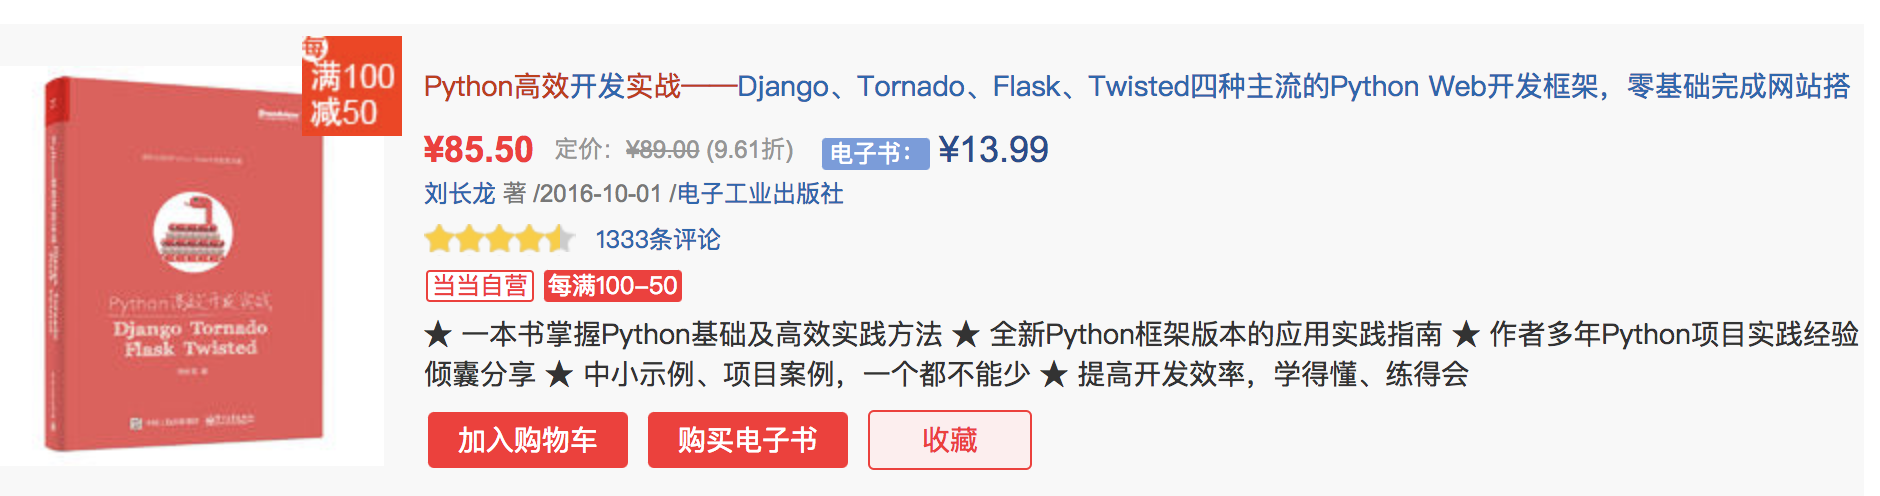 每
满100
减50
Python高效开发实战
Django Tornado
Flask Twisted
Python高效开发实战——Django、Tornado、Flask、Twisted四种主流的Python Web开发框架，零基础完成网站搭
¥85.50 定价：¥89.00 (9.61折) 电子书：¥13.99
刘长龙 著 /2016-10-01 /电子工业出版社
1333条评论
当当自营 每满100-50
★ 一本书掌握Python基础及高效实践方法 ★ 全新Python框架版本的应用实践指南 ★ 作者多年Python项目实践经验
倾囊分享 ★ 中小示例、项目案例，一个都不能少 ★ 提高开发效率，学得懂、练得会
加入购物车 购买电子书 收藏